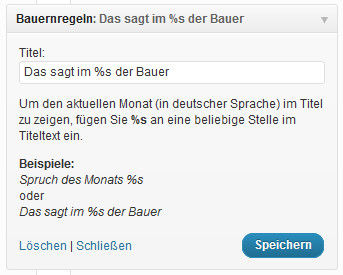 Bauernregeln: Das sagt im %s der Bauer
Titel:
Das sagt im %s der Bauer
Um den aktuellen Monat (in deutscher Sprache) im Titel
zu zeigen, fügen Sie %s an eine beliebige Stelle im
Titeltext ein.
Beispiele:
Spruch des Monats %s
oder
Das sagt im %s der Bauer
Löschen | Schließen
Speichern